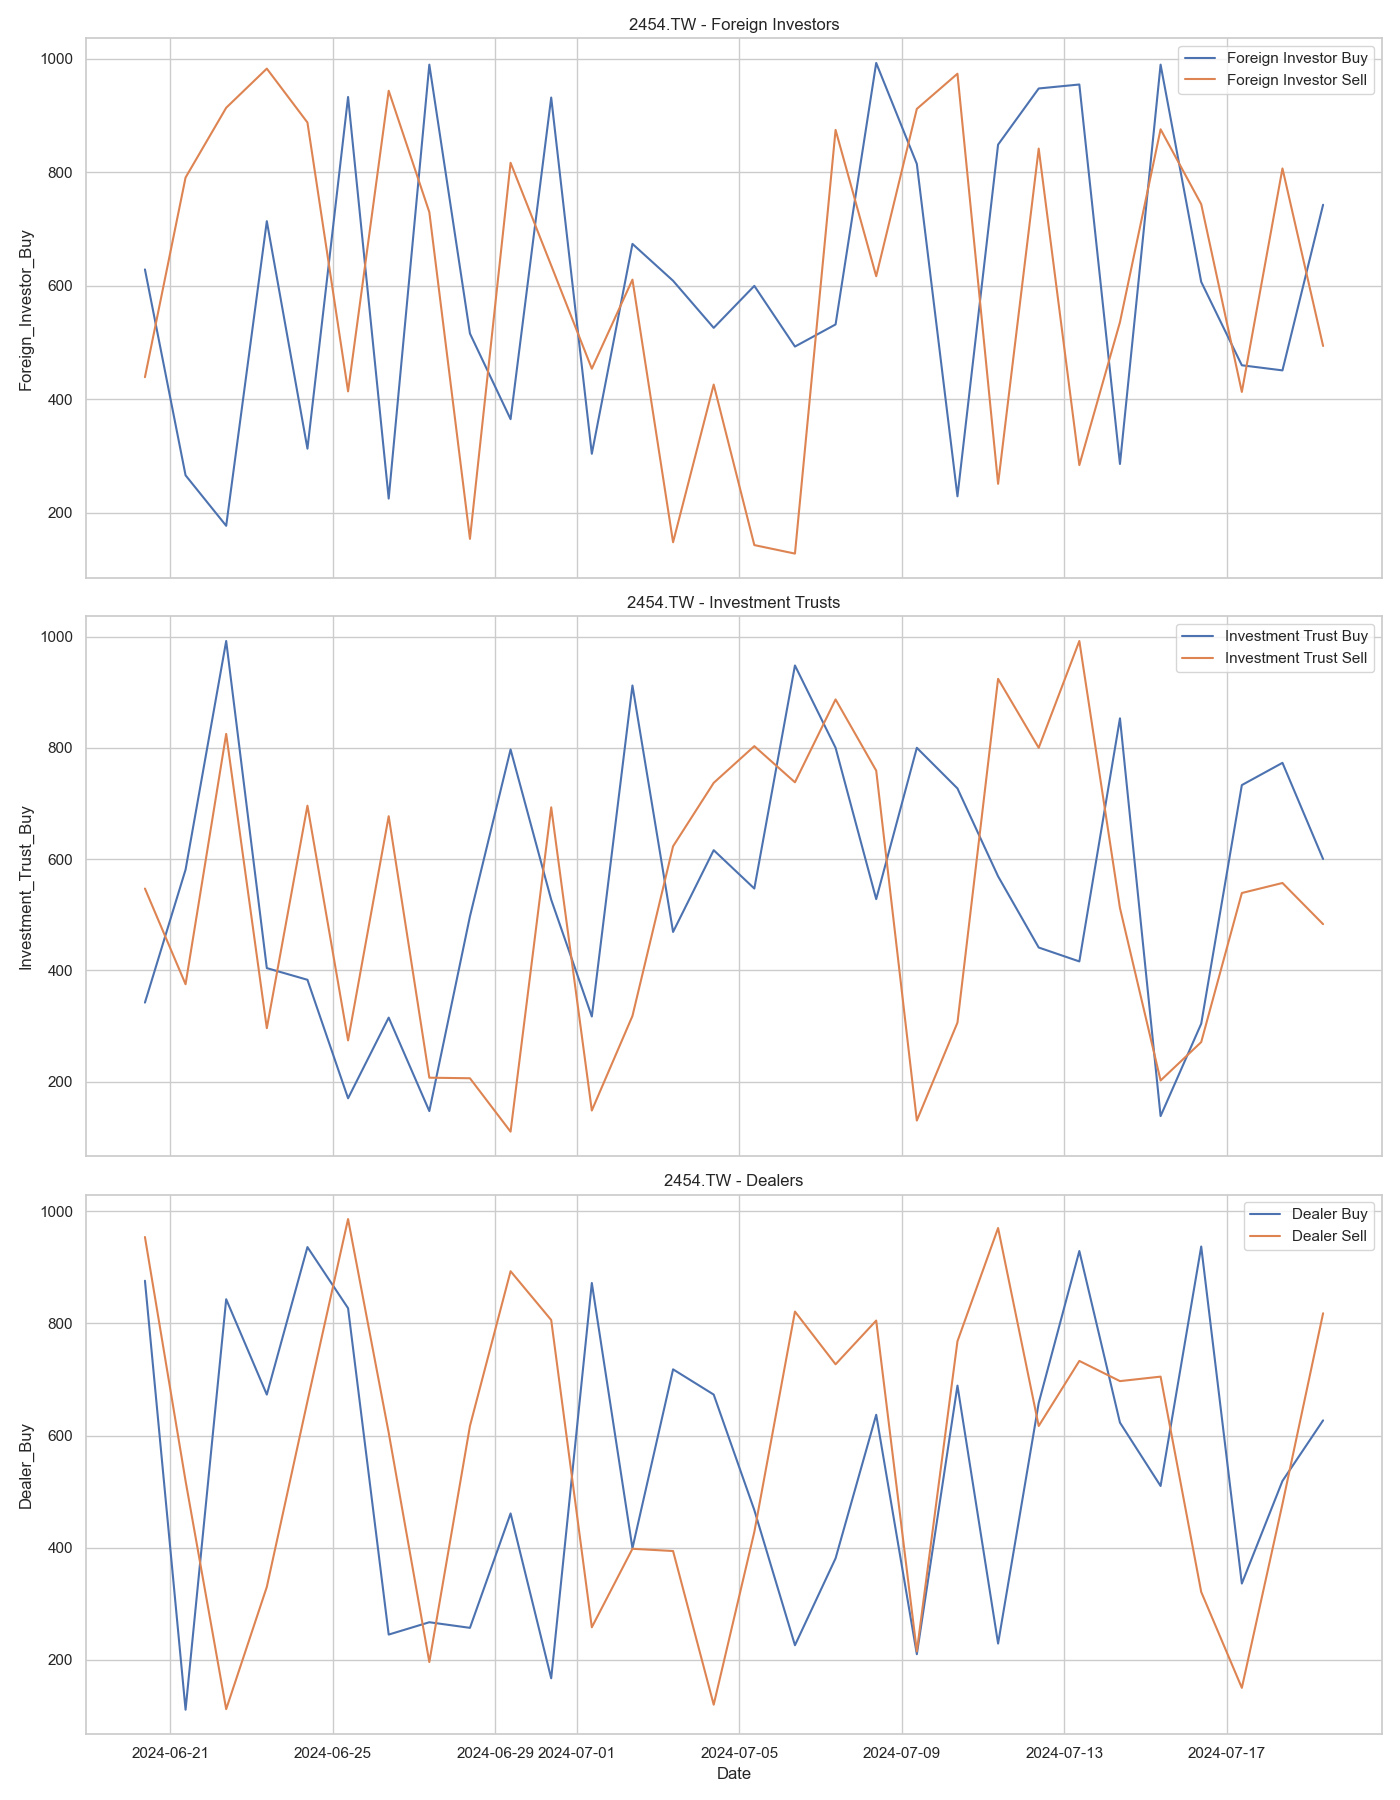 2454.TW - Foreign Investors
Foreign Investor Buy
Foreign Investor Sell
Foreign_Investor_Buy
1000
800
600
400
200
2454.TW - Investment Trusts
Investment Trust Buy
Investment Trust Sell
Investment_Trust_Buy
1000
800
600
400
200
2454.TW - Dealers
Dealer Buy
Dealer Sell
Dealer_Buy
1000
800
600
400
200
2024-06-21 2024-06-25 2024-06-29 2024-07-01 2024-07-05 2024-07-09 2024-07-13 2024-07-17
Date